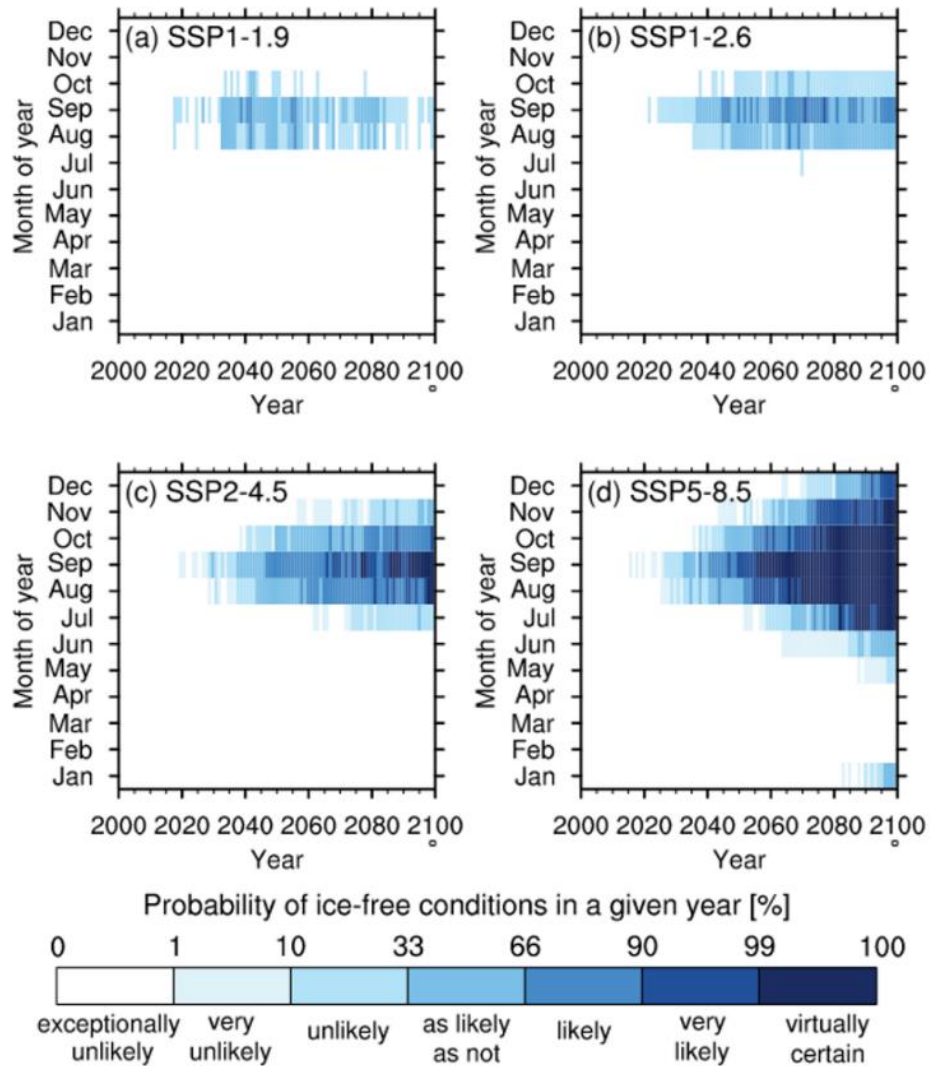 (a) SSP1-1.9
Month of year
Dec
Nov
Oct
Sep
Aug
Jul
Jun
May
Apr
Mar
Feb
Jan
2000 2020 2040 2060 2080 2100
Year
(b) SSP1-2.6
Month of year
Dec
Nov
Oct
Sep
Aug
Jul
Jun
May
Apr
Mar
Feb
Jan
2000 2020 2040 2060 2080 2100
Year
(c) SSP2-4.5
Month of year
Dec
Nov
Oct
Sep
Aug
Jul
Jun
May
Apr
Mar
Feb
Jan
2000 2020 2040 2060 2080 2100
Year
(d) SSP5-8.5
Month of year
Dec
Nov
Oct
Sep
Aug
Jul
Jun
May
Apr
Mar
Feb
Jan
2000 2020 2040 2060 2080 2100
Year
Probability of ice-free conditions in a given year [%]
0 1 10 33 66 90 99 100
exceptionally unlikely
very unlikely
unlikely
as likely as not
likely
very likely
virtually certain